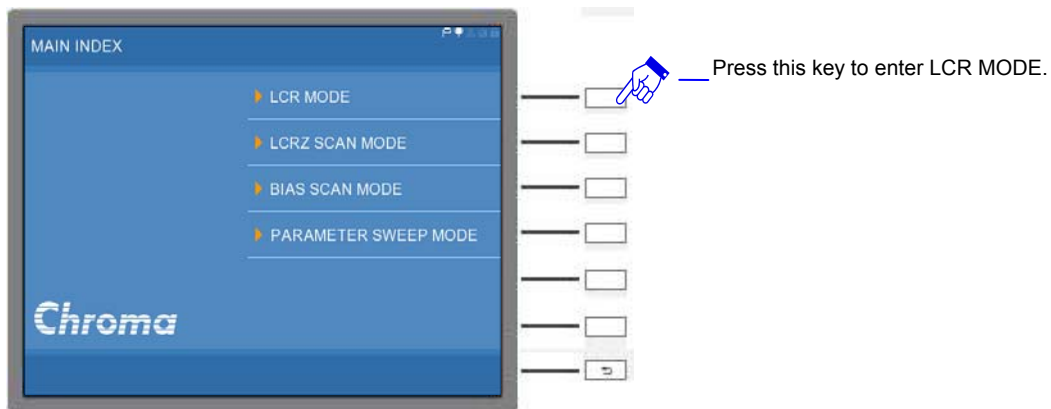 MAIN INDEX
Press this key to enter LCR MODE.
LCR MODE
LCRZ SCAN MODE
BIAS SCAN MODE
PARAMETER SWEEP MODE
Chroma